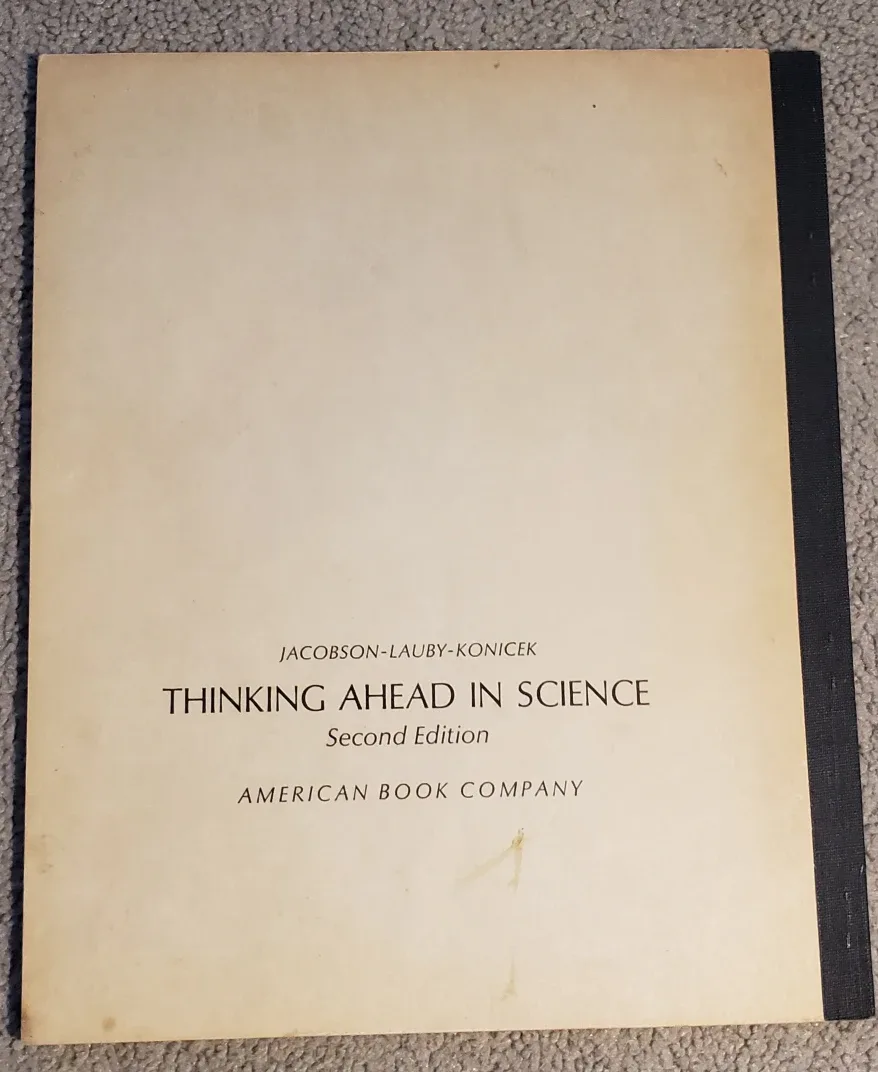 JACOBSON-LAUBY-KONICEK
THINKING AHEAD IN SCIENCE
Second Edition
AMERICAN BOOK COMPANY